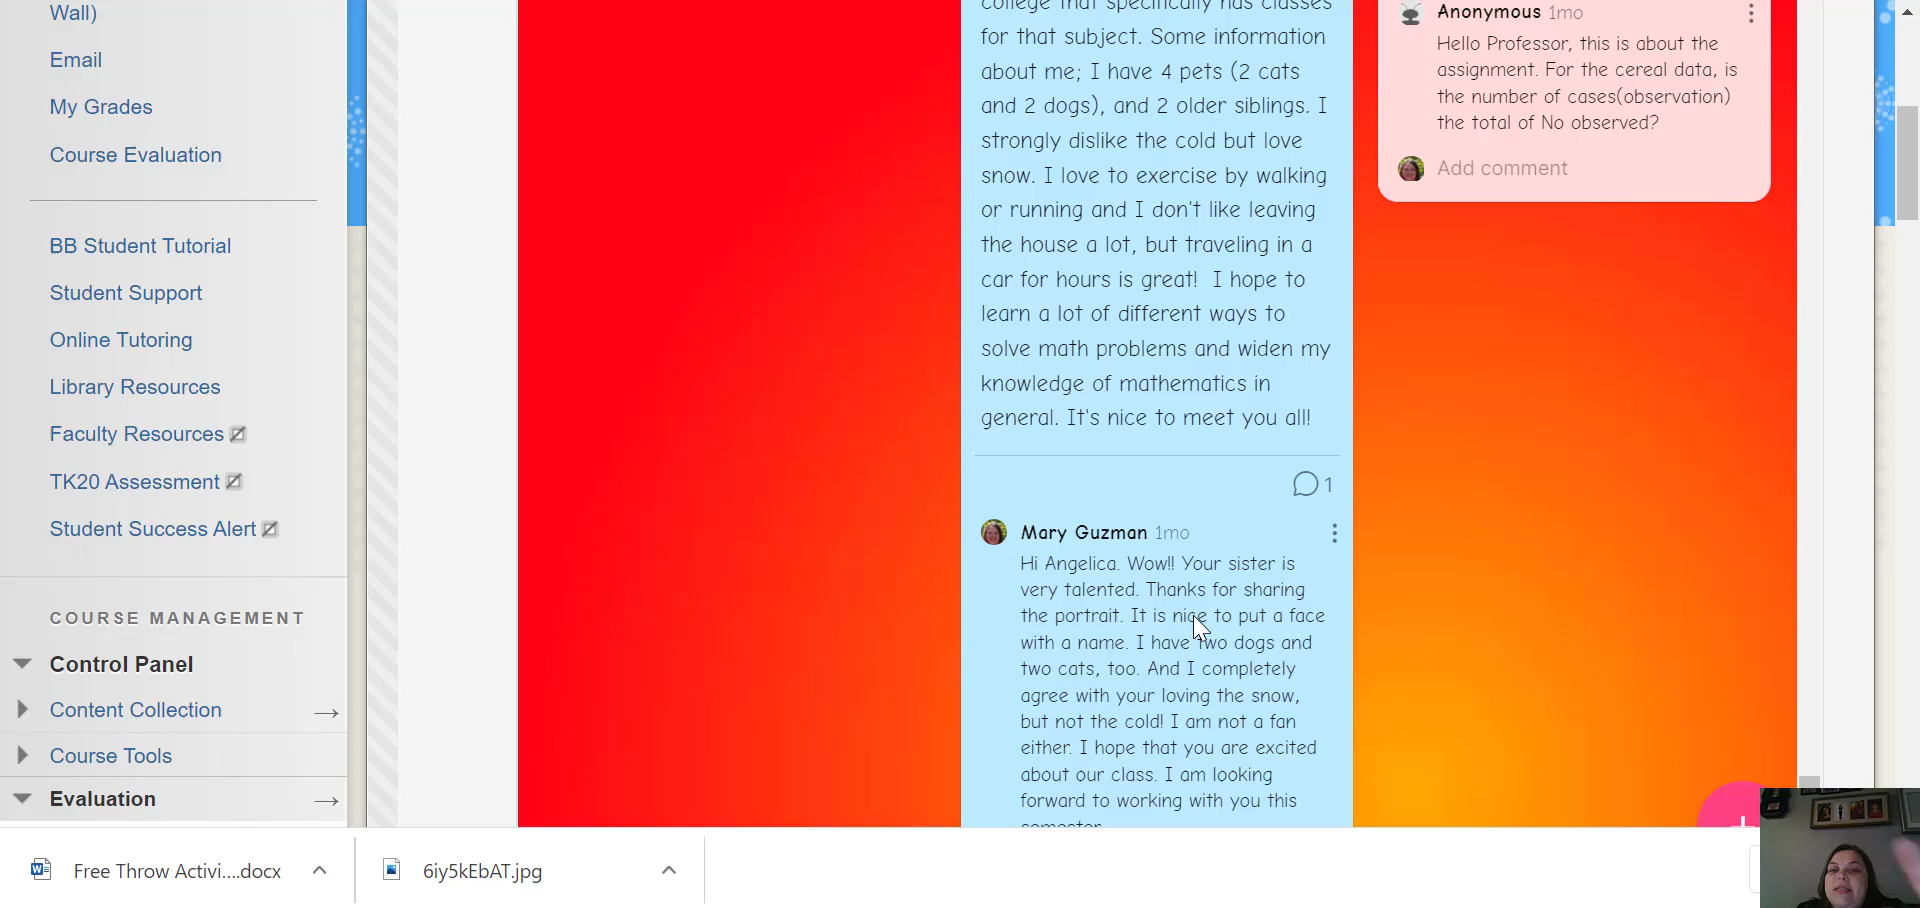 Wall)
Email
My Grades
Course Evaluation
BB Student Tutorial
Student Support
Online Tutoring
Library Resources
Faculty Resources
TK20 Assessment
Student Success Alert
COURSE MANAGEMENT
Control Panel
Content Collection
Course Tools
Evaluation
college that specifically has classes
for that subject. Some information
about me; I have 4 pets (2 cats
and 2 dogs), and 2 older siblings. I
strongly dislike the cold but love
snow. I love to exercise by walking
or running and I don't like leaving
the house a lot, but traveling in a
car for hours is great!  I hope to
learn a lot of different ways to
solve math problems and widen my
knowledge of mathematics in
general. It's nice to meet you all!
1
Mary Guzman 1mo
Hi Angelica. Wow!! Your sister is
very talented. Thanks for sharing
the portrait. It is nice to put a face
with a name. I have two dogs and
two cats, too. And I completely
agree with your loving the snow,
but not the cold! I am not a fan
either. I hope that you are excited
about our class. I am looking
forward to working with you this
semester
Anonymous 1mo
Hello Professor, this is about the
assignment. For the cereal data, is
the number of cases(observation)
the total of No observed?
Add comment
Free Throw Activi....docx
6iy5kEbAT.jpg